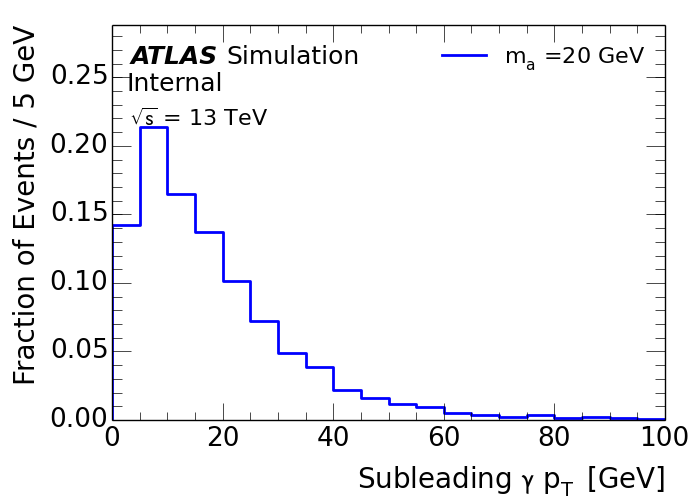 ATLAS Simulation
Internal
√s = 13 TeV
mₐ =20 GeV
Fraction of Events / 5 GeV
0.25
0.20
0.15
0.10
0.05
0.00
0 20 40 60 80 100
Subleading γ p_T [GeV]